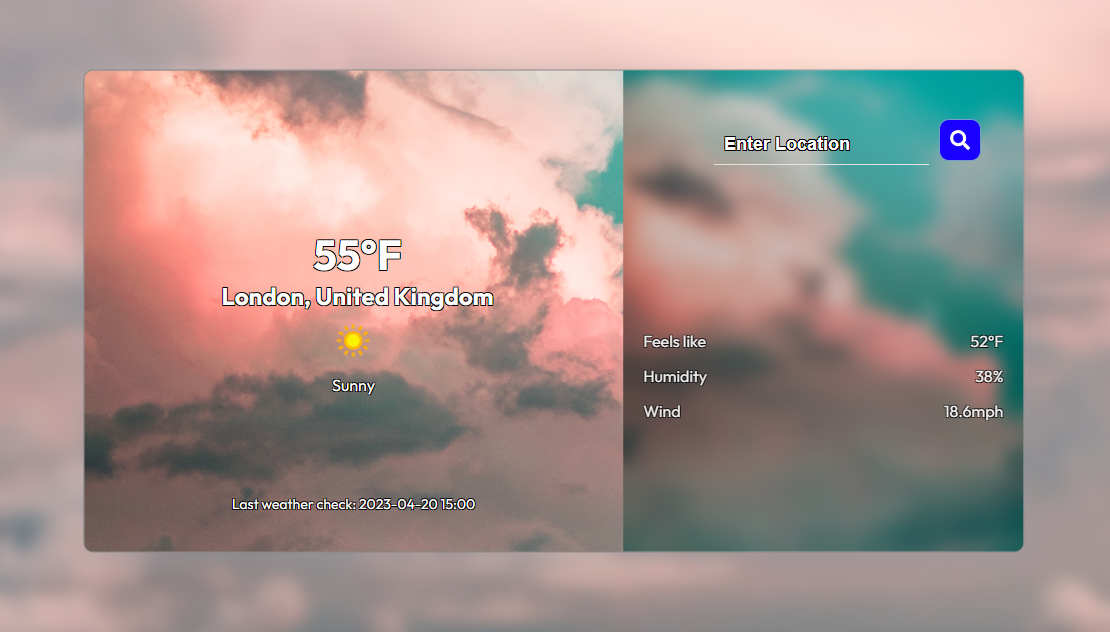 55°F
London, United Kingdom
Sunny
Last weather check: 2023-04-20 15:00
Enter Location
Feels like 52°F
Humidity 38%
Wind 18.6mph